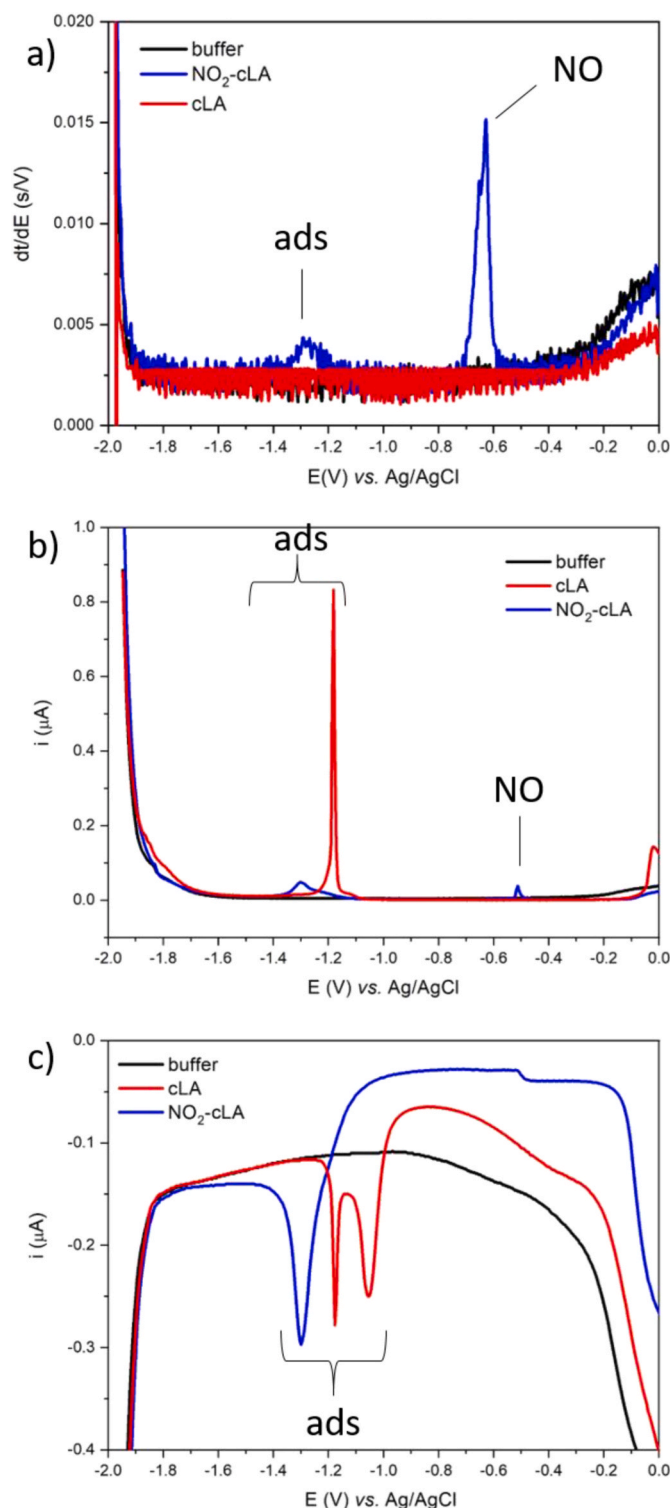 a)
buffer
NO₂-cLA
cLA
NO
ads
dt/dE (s/V)
0.020
0.015
0.010
0.005
0.000
-2.0 -1.8 -1.6 -1.4 -1.2 -1.0 -0.8 -0.6 -0.4 -0.2 0.0
E(V) vs. Ag/AgCl
b)
ads
buffer
cLA
NO₂-cLA
NO
i (µA)
1.0
0.8
0.6
0.4
0.2
0.0
-2.0 -1.8 -1.6 -1.4 -1.2 -1.0 -0.8 -0.6 -0.4 -0.2 0.0
E (V) vs. Ag/AgCl
c)
buffer
cLA
NO₂-cLA
ads
i (µA)
0.0
-0.1
-0.2
-0.3
-0.4
-2.0 -1.8 -1.6 -1.4 -1.2 -1.0 -0.8 -0.6 -0.4 -0.2 0.0
E (V) vs. Ag/AgCl